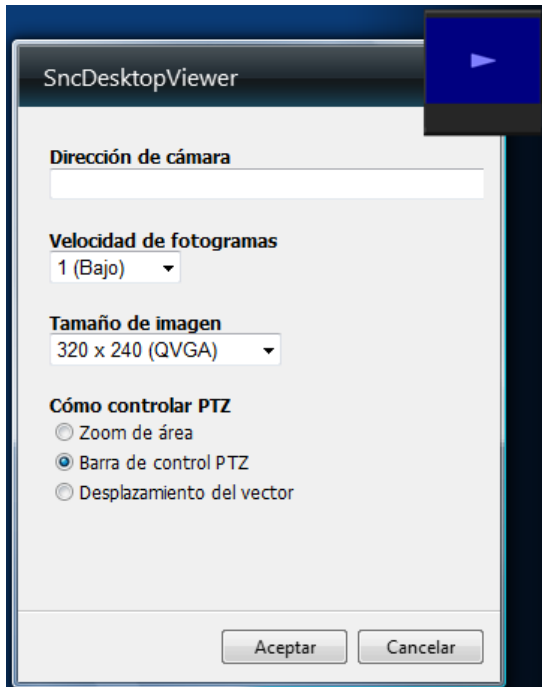 SncDesktopViewer
Dirección de cámara
Velocidad de fotogramas
1 (Bajo)
Tamaño de imagen
320 x 240 (QVGA)
Cómo controlar PTZ
Zoom de área
Barra de control PTZ
Desplazamiento del vector
Aceptar Cancelar